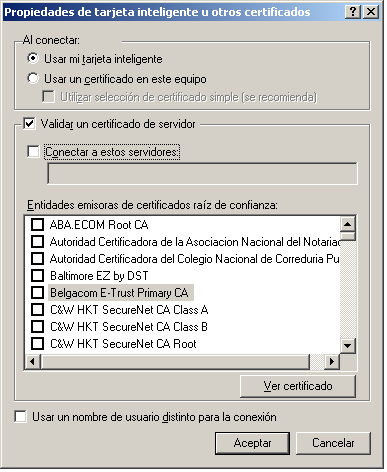 Propiedades de tarjeta inteligente u otros certificados
Al conectar:
Usar mi tarjeta inteligente
Usar un certificado en este equipo
Utilizar selección de certificado simple (se recomienda)
Validar un certificado de servidor
Conectar a estos servidores:
Entidades emisoras de certificados raíz de confianza:
ABA.ECOM Root CA
Autoridad Certificadora de la Asociacion Nacional del Notariac
Autoridad Certificadora del Colegio Nacional de Correduria Pu
Baltimore EZ by DST
Belgacom E-Trust Primary CA
C&W HKT SecureNet CA Class A
C&W HKT SecureNet CA Class B
C&W HKT SecureNet CA Root
Ver certificado
Usar un nombre de usuario distinto para la conexión
Aceptar
Cancelar